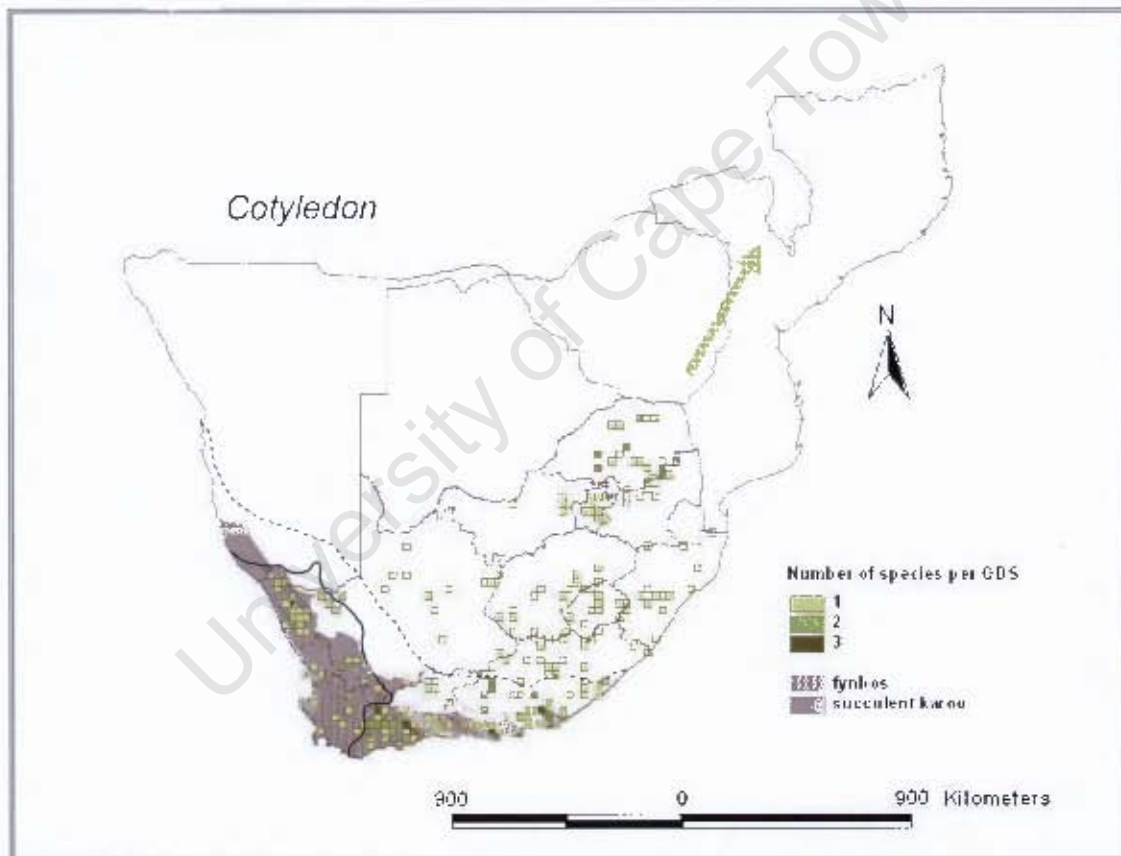 University of Cape Tow
Cotyledon
N
Number of species per QDS
1
2
3
fynbos
succulent karoo
900 0 900 Kilometers